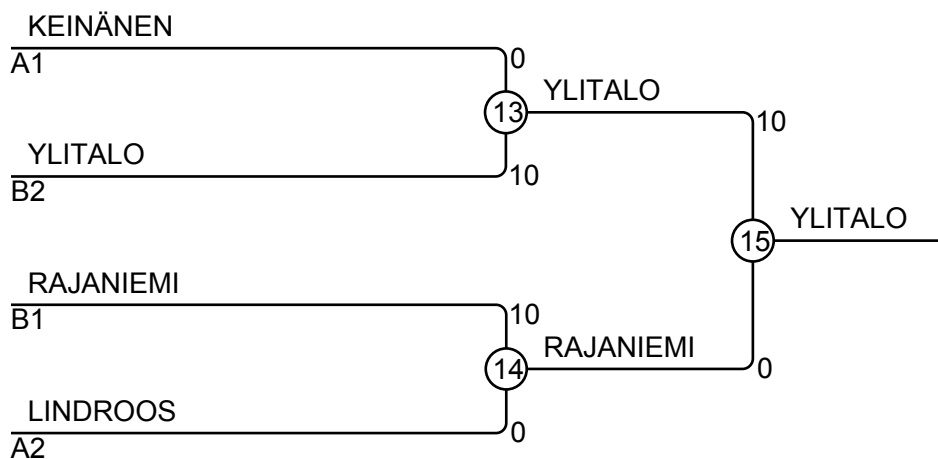 KEINÄNEN
A1
0
13
YLITALO
10
YLITALO
B2
10
15
YLITALO
RAJANIEMI
B1
10
14
RAJANIEMI
0
LINDROOS
A2
0